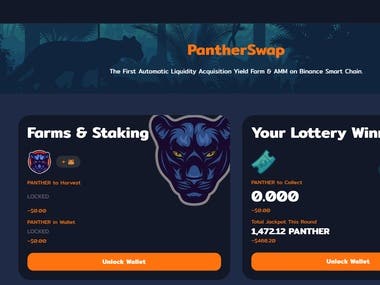 PantherSwap
The First Automatic Liquidity Acquisition Yield Farm & AMM on Binance Smart Chain.
Farms & Staking
PANTHER to Harvest
LOCKED
~$0.00
PANTHER in Wallet
LOCKED
~$0.00
Unlock Wallet
Your Lottery Winn
PANTHER to Collect
0.000
~$0.00
Total Jackpot This Round
1,472.12 PANTHER
Unlock Wallet